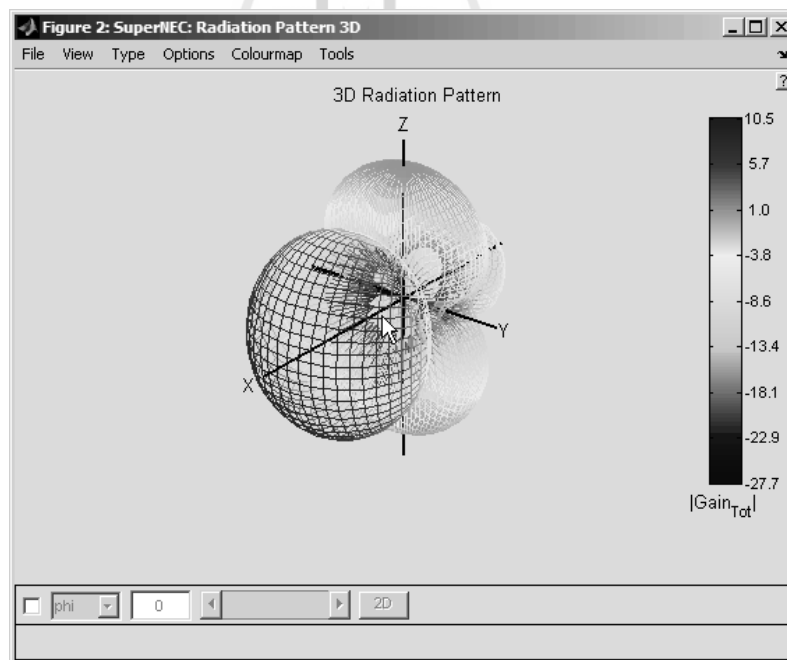 Figure 2: SuperNEC: Radiation Pattern 3D
File View Type Options Colourmap Tools
?
3D Radiation Pattern
Z
Y
X
10.5
5.7
1.0
-3.8
-8.6
-13.4
-18.1
-22.9
-27.7
|Gain_Tot|
phi 0 2D